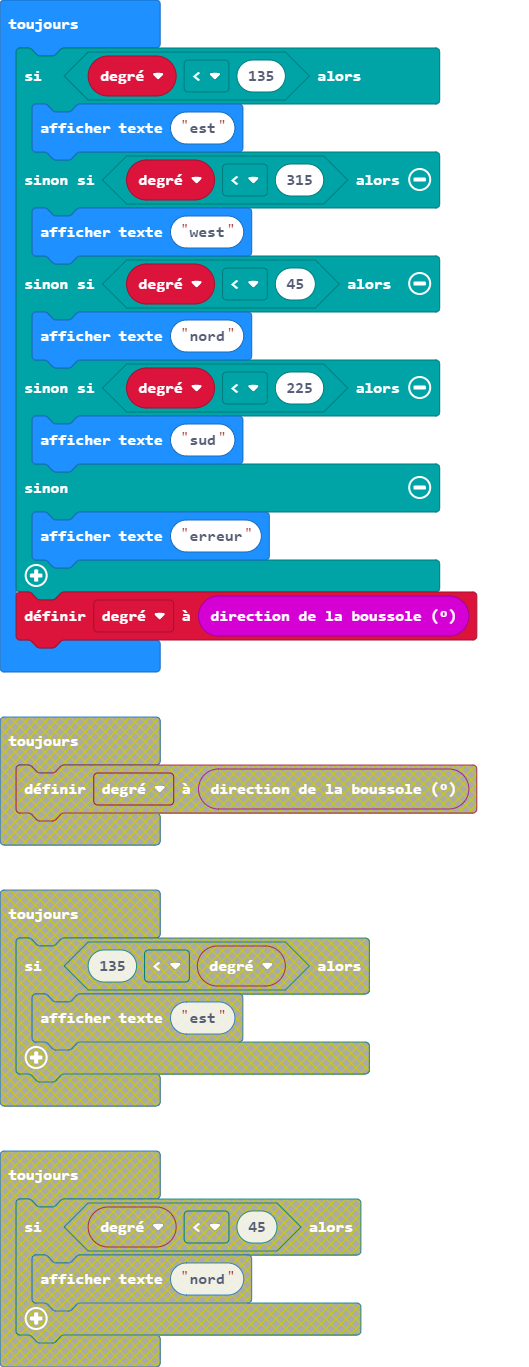 toujours
si degré < 135 alors
afficher texte "est"
sinon si degré < 315 alors
afficher texte "west"
sinon si degré < 45 alors
afficher texte "nord"
sinon si degré < 225 alors
afficher texte "sud"
sinon
afficher texte "erreur"
définir degré à direction de la boussole (°)
toujours
définir degré à direction de la boussole (°)
toujours
si 135 < degré alors
afficher texte "est"
toujours
si degré < 45 alors
afficher texte "nord"